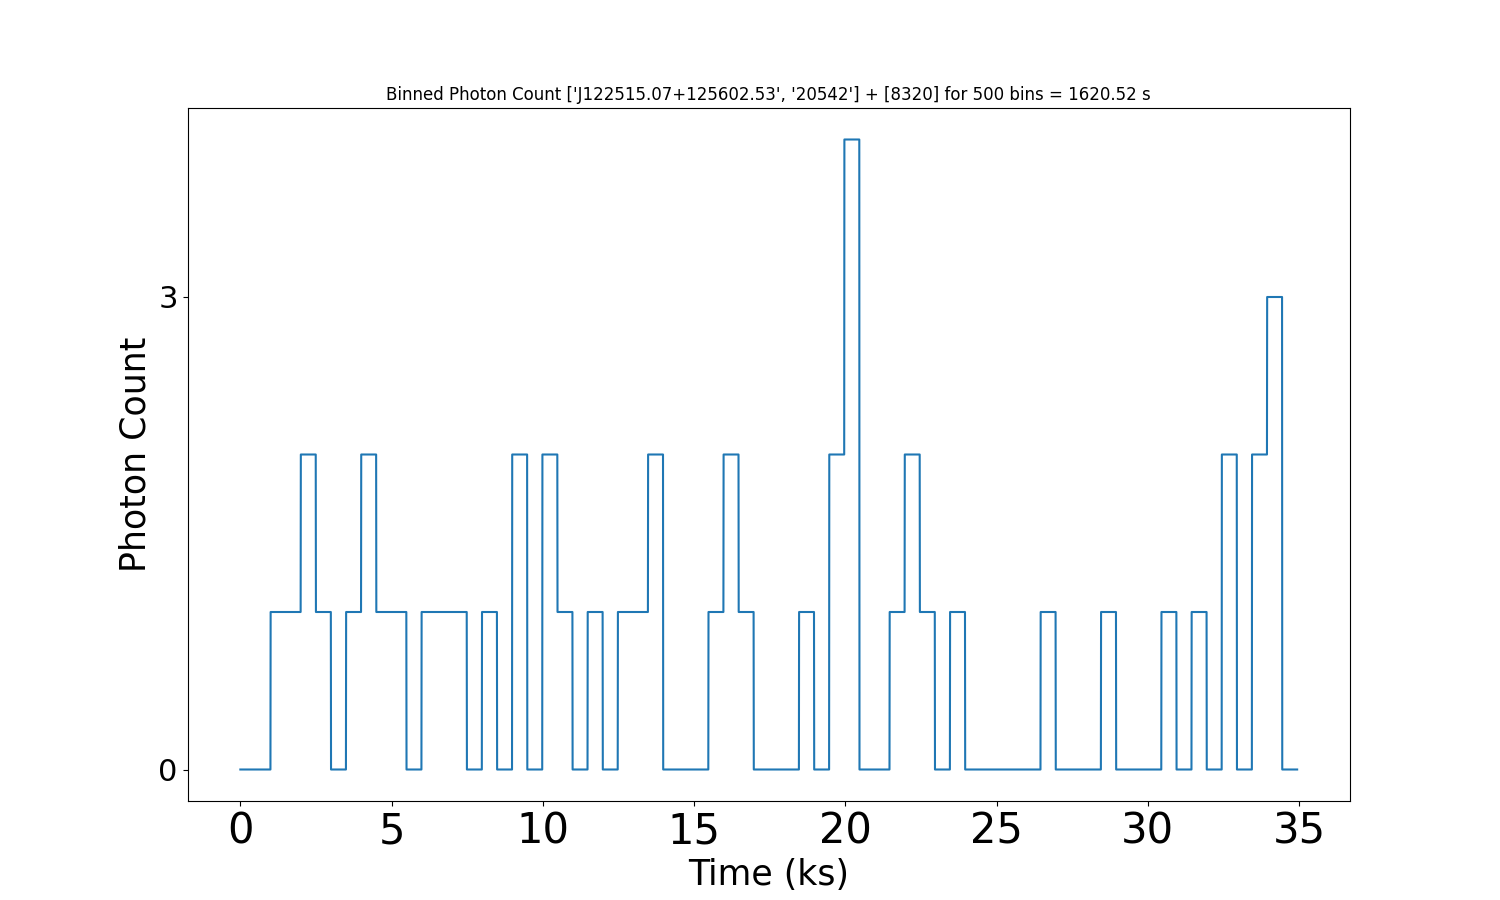 Binned Photon Count ['J122515.07+125602.53', '20542'] + [8320] for 500 bins = 1620.52 s
3
Photon Count
0
0 5 10 15 20 25 30 35
Time (ks)